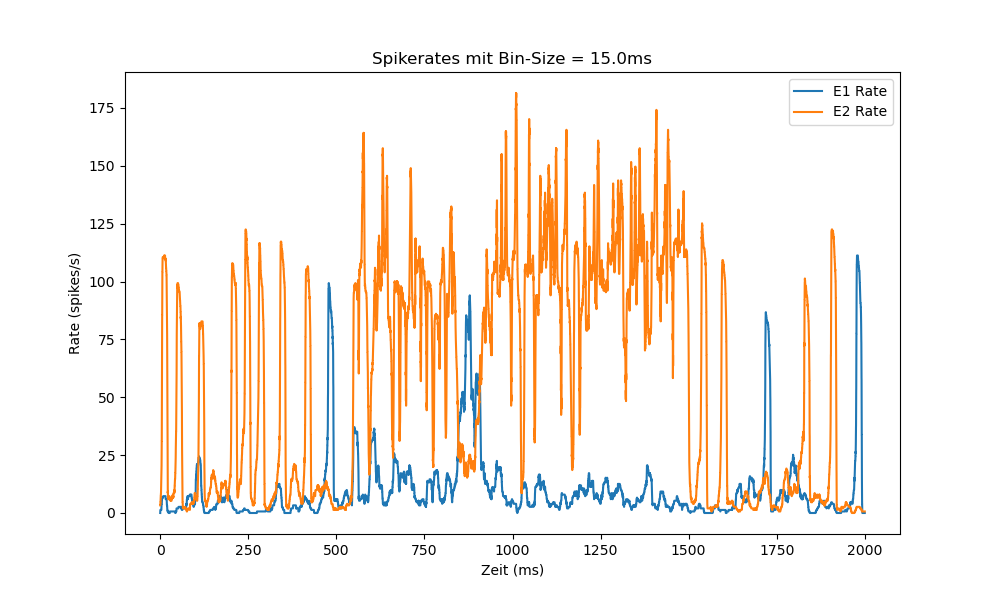 Spikerates mit Bin-Size = 15.0ms
E1 Rate
E2 Rate
Rate (spikes/s)
175
150
125
100
75
50
25
0
0 250 500 750 1000 1250 1500 1750 2000
Zeit (ms)